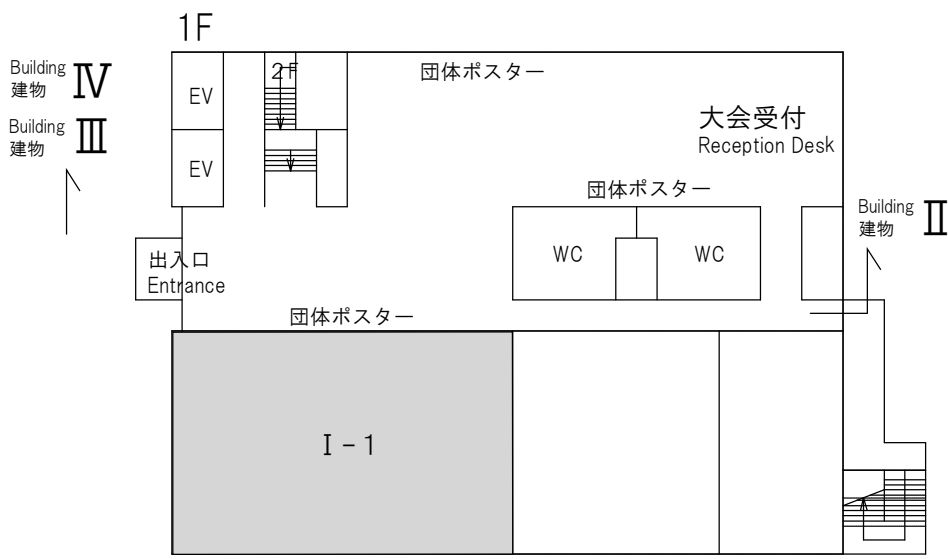 1F
Building
建物 Ⅳ
Building
建物 Ⅲ
EV
2F
団体ポスター
大会受付
Reception Desk
EV
団体ポスター
Building
建物 Ⅱ
WC
WC
出入口
Entrance
団体ポスター
Ⅰ-1